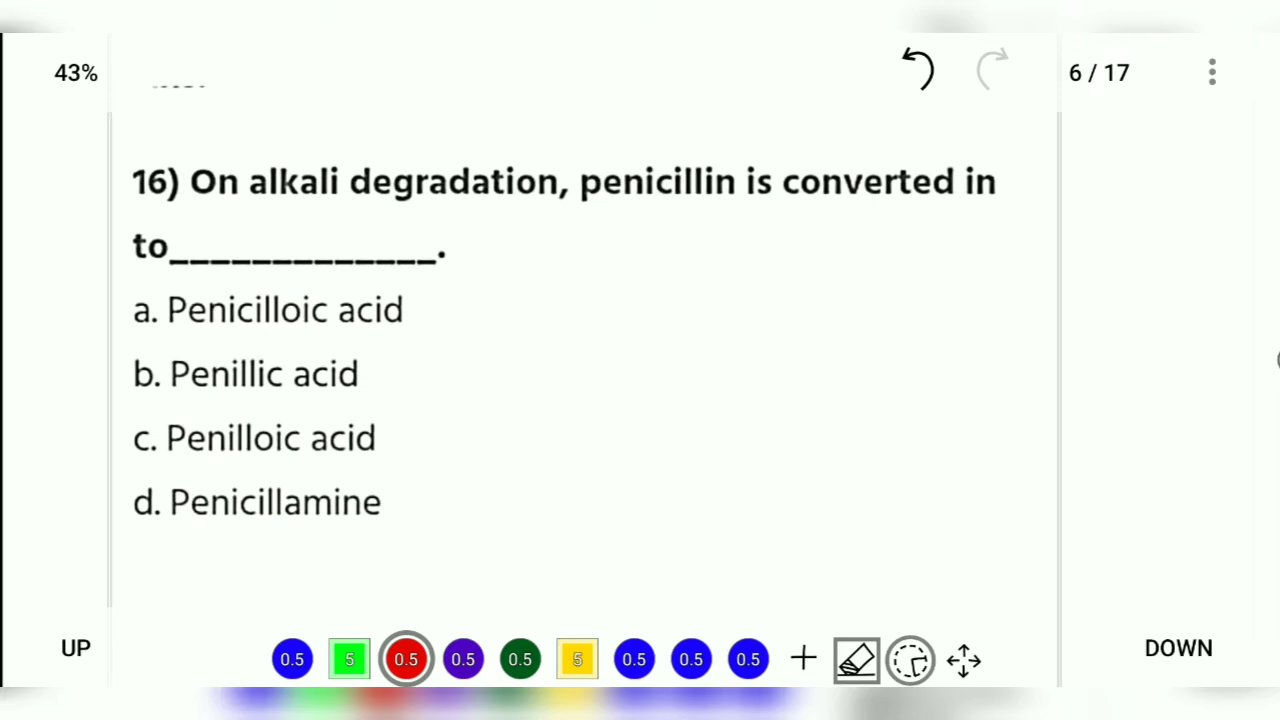 43%
6 / 17
16) On alkali degradation, penicillin is converted in
to_____________.
a. Penicilloic acid
b. Penillic acid
c. Penilloic acid
d. Penicillamine
UP
DOWN
0.5 5 0.5 0.5 0.5 5 0.5 0.5 0.5